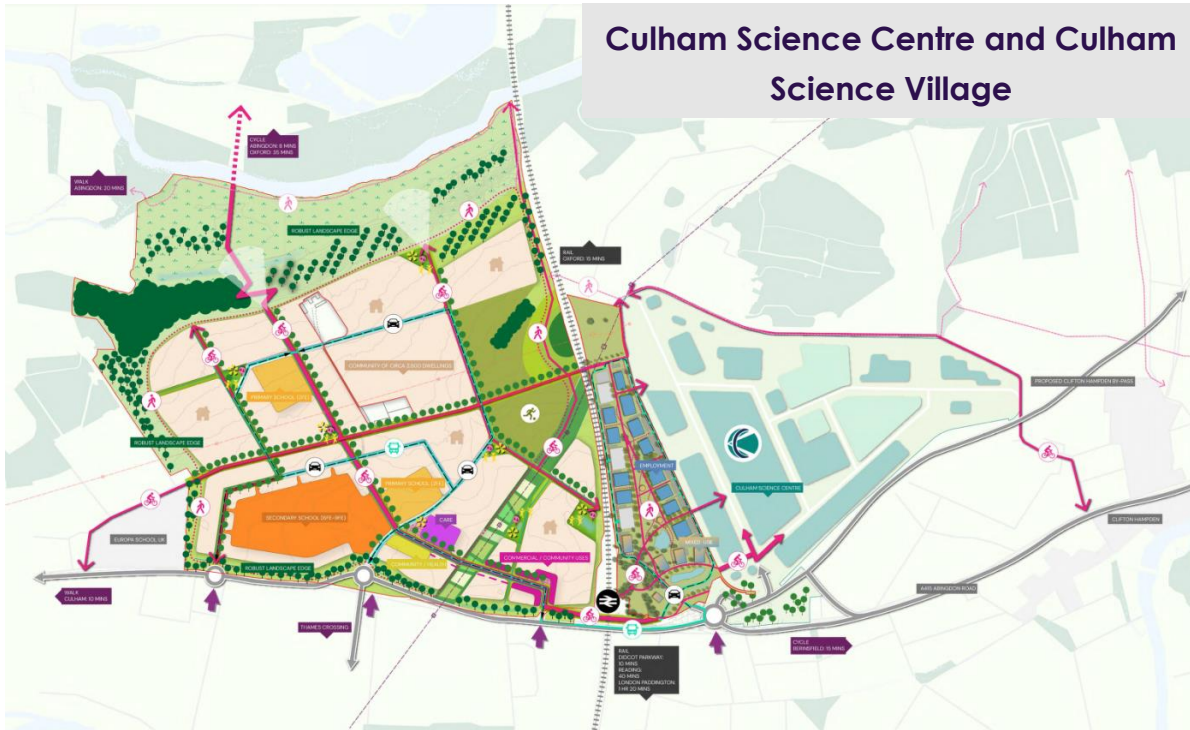 Culham Science Centre and Culham
Science Village
CYCLE
ABINGDON: 8 MINS
OXFORD: 35 MINS
WALK
ABINGDON: 20 MINS
ROBUST LANDSCAPE EDGE
RAIL
OXFORD: 15 MINS
COMMUNITY OF CIRCA 3,500 DWELLINGS
PROPOSED CLIFTON HAMPDEN BY-PASS
PRIMARY SCHOOL (2FE)
ROBUST LANDSCAPE EDGE
EMPLOYMENT
PRIMARY SCHOOL (2FE)
CULHAM SCIENCE CENTRE
SECONDARY SCHOOL
CARE
CLIFTON HAMPDEN
EUROPA SCHOOL UK
MIXED USE
COMMERCIAL / COMMUNITY USES
COMMUNITY / HEALTH
ROBUST LANDSCAPE EDGE
A415 ABINGDON ROAD
WALK
CULHAM: 10 MINS
THAMES CROSSING
CYCLE
BERINSFIELD: 15 MINS
RAIL
DIDCOT PARKWAY:
10 MINS
READING:
40 MINS
LONDON PADDINGTON:
1 HR 20 MINS